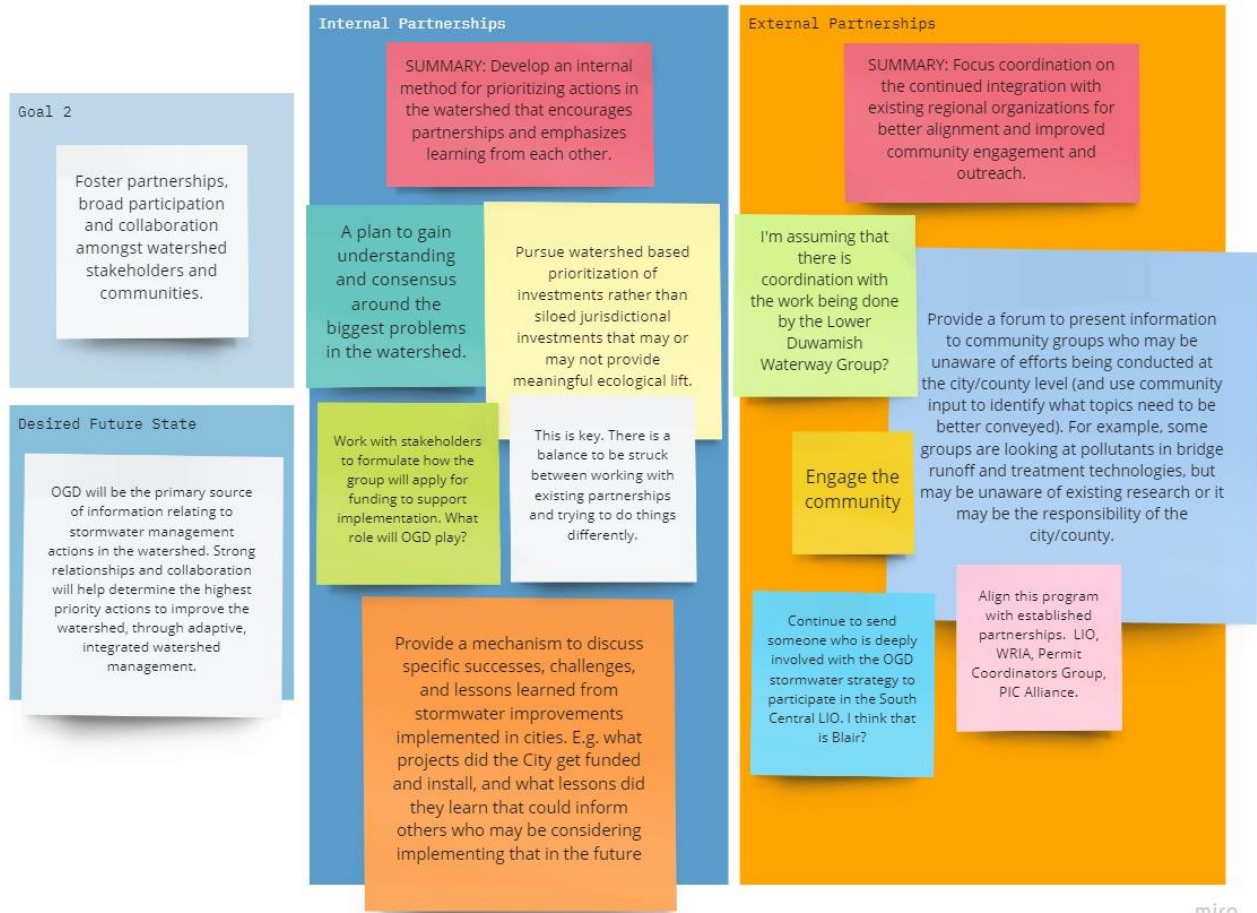 Goal 2
Foster partnerships,
broad participation
and collaboration
amongst watershed
stakeholders and
communities.
Desired Future State
OGD will be the primary source
of information relating to
stormwater management
actions in the watershed. Strong
relationships and collaboration
will help determine the highest
priority actions to improve the
watershed, through adaptive,
integrated watershed
management.
Internal Partnerships
SUMMARY: Develop an internal
method for prioritizing actions in
the watershed that encourages
partnerships and emphasizes
learning from each other.
A plan to gain
understanding
and consensus
around the
biggest problems
in the watershed.
Pursue watershed based
prioritization of
investments rather than
siloed jurisdictional
investments that may or
may not provide
meaningful ecological lift.
Work with stakeholders
to formulate how the
group will apply for
funding to support
implementation. What
role will OGD play?
This is key. There is a
balance to be struck
between working with
existing partnerships
and trying to do things
differently.
Provide a mechanism to discuss
specific successes, challenges,
and lessons learned from
stormwater improvements
implemented in cities. E.g. what
projects did the City get funded
and install, and what lessons did
they learn that could inform
others who may be considering
implementing that in the future
External Partnerships
SUMMARY: Focus coordination on
the continued integration with
existing regional organizations for
better alignment and improved
community engagement and
outreach.
I'm assuming that
there is
coordination with
the work being done
by the Lower
Duwamish
Waterway Group?
Provide a forum to present information
to community groups who may be
unaware of efforts being conducted at
the city/county level (and use community
input to identify what topics need to be
better conveyed). For example, some
groups are looking at pollutants in bridge
runoff and treatment technologies, but
may be unaware of existing research or it
may be the responsibility of the
city/county.
Engage the
community
Continue to send
someone who is deeply
involved with the OGD
stormwater strategy to
participate in the South
Central LIO. I think that
is Blair?
Align this program
with established
partnerships. LIO,
WRIA, Permit
Coordinators Group,
PIC Alliance.
miro